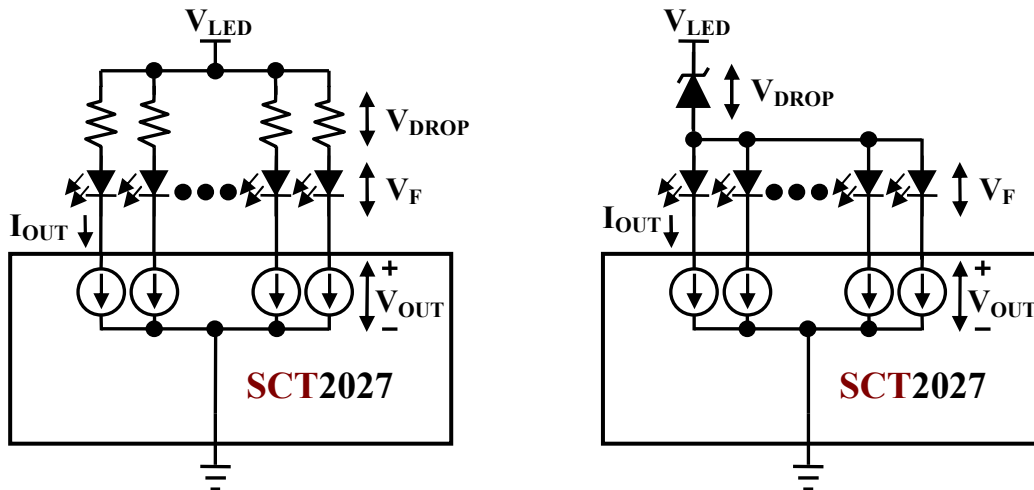 VLED
VDROP
VF
IOUT
+
VOUT
−
SCT2027
VLED
VDROP
VF
IOUT
+
VOUT
−
SCT2027